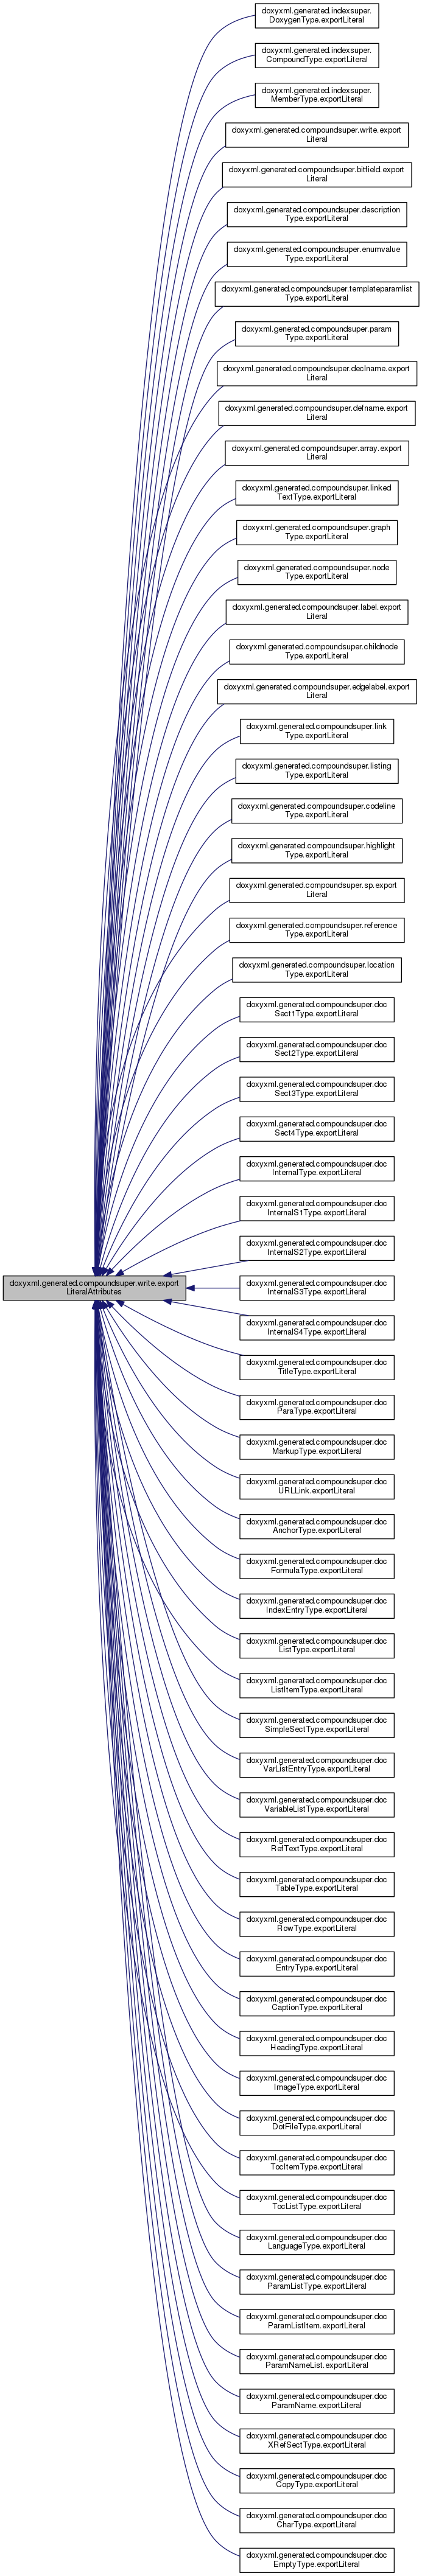 doxyxml.generated.indexsuper.
DoxygenType.exportLiteral
doxyxml.generated.indexsuper.
CompoundType.exportLiteral
doxyxml.generated.indexsuper.
MemberType.exportLiteral
doxyxml.generated.compoundsuper.write.export
Literal
doxyxml.generated.compoundsuper.bitfield.export
Literal
doxyxml.generated.compoundsuper.description
Type.exportLiteral
doxyxml.generated.compoundsuper.enumvalue
Type.exportLiteral
doxyxml.generated.compoundsuper.templateparamlist
Type.exportLiteral
doxyxml.generated.compoundsuper.param
Type.exportLiteral
doxyxml.generated.compoundsuper.declname.export
Literal
doxyxml.generated.compoundsuper.defname.export
Literal
doxyxml.generated.compoundsuper.array.export
Literal
doxyxml.generated.compoundsuper.linked
TextType.exportLiteral
doxyxml.generated.compoundsuper.graph
Type.exportLiteral
doxyxml.generated.compoundsuper.node
Type.exportLiteral
doxyxml.generated.compoundsuper.label.export
Literal
doxyxml.generated.compoundsuper.childnode
Type.exportLiteral
doxyxml.generated.compoundsuper.edgelabel.export
Literal
doxyxml.generated.compoundsuper.link
Type.exportLiteral
doxyxml.generated.compoundsuper.listing
Type.exportLiteral
doxyxml.generated.compoundsuper.codeline
Type.exportLiteral
doxyxml.generated.compoundsuper.highlight
Type.exportLiteral
doxyxml.generated.compoundsuper.sp.export
Literal
doxyxml.generated.compoundsuper.reference
Type.exportLiteral
doxyxml.generated.compoundsuper.location
Type.exportLiteral
doxyxml.generated.compoundsuper.doc
Sect1Type.exportLiteral
doxyxml.generated.compoundsuper.doc
Sect2Type.exportLiteral
doxyxml.generated.compoundsuper.doc
Sect3Type.exportLiteral
doxyxml.generated.compoundsuper.doc
Sect4Type.exportLiteral
doxyxml.generated.compoundsuper.doc
InternalType.exportLiteral
doxyxml.generated.compoundsuper.doc
InternalS1Type.exportLiteral
doxyxml.generated.compoundsuper.doc
InternalS2Type.exportLiteral
doxyxml.generated.compoundsuper.write.export
LiteralAttributes
doxyxml.generated.compoundsuper.doc
InternalS3Type.exportLiteral
doxyxml.generated.compoundsuper.doc
InternalS4Type.exportLiteral
doxyxml.generated.compoundsuper.doc
TitleType.exportLiteral
doxyxml.generated.compoundsuper.doc
ParaType.exportLiteral
doxyxml.generated.compoundsuper.doc
MarkupType.exportLiteral
doxyxml.generated.compoundsuper.doc
URLLink.exportLiteral
doxyxml.generated.compoundsuper.doc
AnchorType.exportLiteral
doxyxml.generated.compoundsuper.doc
FormulaType.exportLiteral
doxyxml.generated.compoundsuper.doc
IndexEntryType.exportLiteral
doxyxml.generated.compoundsuper.doc
ListType.exportLiteral
doxyxml.generated.compoundsuper.doc
ListItemType.exportLiteral
doxyxml.generated.compoundsuper.doc
SimpleSectType.exportLiteral
doxyxml.generated.compoundsuper.doc
VarListEntryType.exportLiteral
doxyxml.generated.compoundsuper.doc
VariableListType.exportLiteral
doxyxml.generated.compoundsuper.doc
RefTextType.exportLiteral
doxyxml.generated.compoundsuper.doc
TableType.exportLiteral
doxyxml.generated.compoundsuper.doc
RowType.exportLiteral
doxyxml.generated.compoundsuper.doc
EntryType.exportLiteral
doxyxml.generated.compoundsuper.doc
CaptionType.exportLiteral
doxyxml.generated.compoundsuper.doc
HeadingType.exportLiteral
doxyxml.generated.compoundsuper.doc
ImageType.exportLiteral
doxyxml.generated.compoundsuper.doc
DotFileType.exportLiteral
doxyxml.generated.compoundsuper.doc
TocItemType.exportLiteral
doxyxml.generated.compoundsuper.doc
TocListType.exportLiteral
doxyxml.generated.compoundsuper.doc
LanguageType.exportLiteral
doxyxml.generated.compoundsuper.doc
ParamListType.exportLiteral
doxyxml.generated.compoundsuper.doc
ParamListItem.exportLiteral
doxyxml.generated.compoundsuper.doc
ParamNameList.exportLiteral
doxyxml.generated.compoundsuper.doc
ParamName.exportLiteral
doxyxml.generated.compoundsuper.doc
XRefSectType.exportLiteral
doxyxml.generated.compoundsuper.doc
CopyType.exportLiteral
doxyxml.generated.compoundsuper.doc
CharType.exportLiteral
doxyxml.generated.compoundsuper.doc
EmptyType.exportLiteral